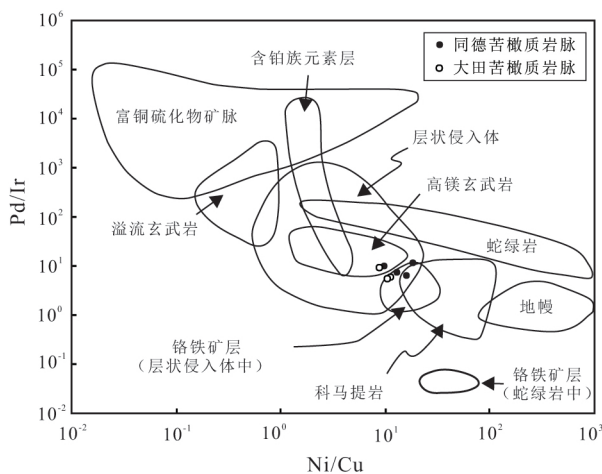 10^6
10^5
10^4
10^3
10^2
10^1
10^0
10^-1
10^-2
Pd/Ir
同德苦橄质岩脉
大田苦橄质岩脉
含铂族元素层
富铜硫化物矿脉
层状侵入体
高镁玄武岩
溢流玄武岩
蛇绿岩
地幔
铬铁矿层
(层状侵入体中)
科马提岩
铬铁矿层
(蛇绿岩中)
10^-2
10^-1
10^0
10^1
10^2
10^3
Ni/Cu